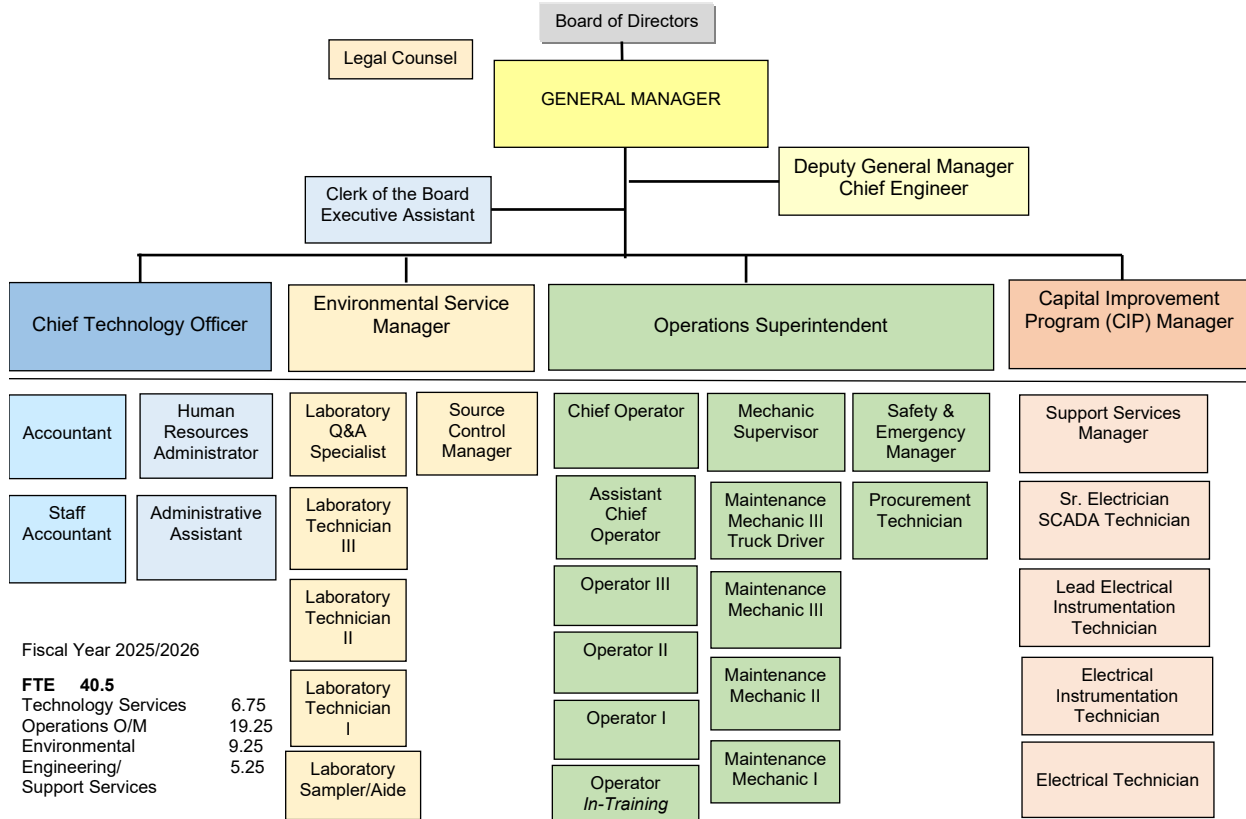 Board of Directors
Legal Counsel
GENERAL MANAGER
Deputy General Manager
Chief Engineer
Clerk of the Board
Executive Assistant
Chief Technology Officer
Environmental Service
Manager
Operations Superintendent
Capital Improvement
Program (CIP) Manager
Accountant
Human
Resources
Administrator
Laboratory
Q&A
Specialist
Source
Control
Manager
Chief Operator
Mechanic
Supervisor
Safety &
Emergency
Manager
Support Services
Manager
Staff
Accountant
Administrative
Assistant
Laboratory
Technician
III
Assistant
Chief
Operator
Maintenance
Mechanic III
Truck Driver
Procurement
Technician
Sr. Electrician
SCADA Technician
Laboratory
Technician
II
Operator III
Maintenance
Mechanic III
Lead Electrical
Instrumentation
Technician
Operator II
Laboratory
Technician
I
Maintenance
Mechanic II
Electrical
Instrumentation
Technician
Operator I
Laboratory
Sampler/Aide
Operator
In-Training
Maintenance
Mechanic I
Electrical Technician
Fiscal Year 2025/2026
FTE 40.5
Technology Services 6.75
Operations O/M 19.25
Environmental 9.25
Engineering/ 5.25
Support Services